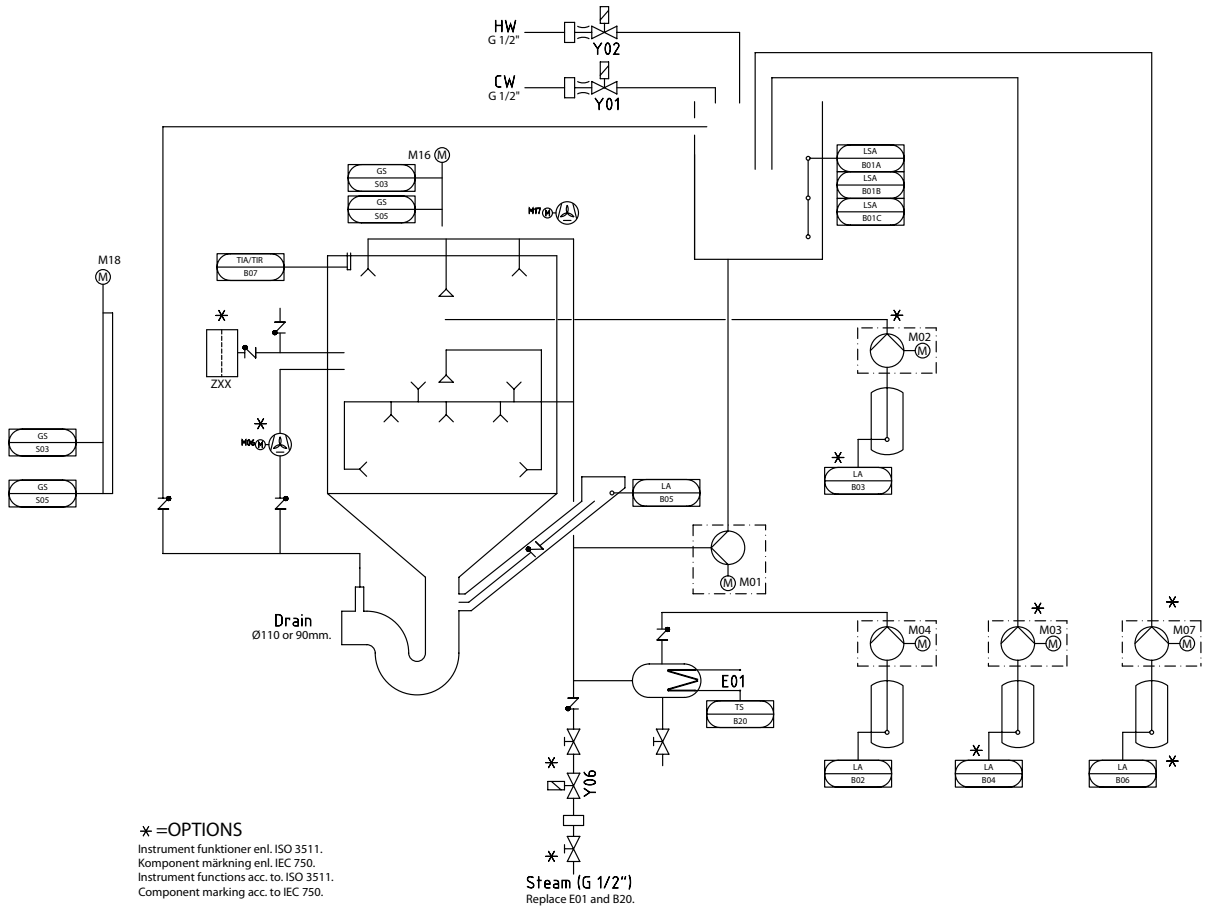 HW
G 1/2"
Y02
CW
G 1/2"
Y01
M16
M
GS
S03
GS
S05
LSA
B01A
LSA
B01B
LSA
B01C
M17
M
TIA/TIR
B07
M18
M
*
ZXX
*
M02
M
*
M06
M
GS
S03
GS
S05
*
LA
B03
LA
B05
M
M01
Drain
Ø110 or 90mm.
M04
M
*
M03
M
*
M07
M
E01
TS
B20
*
Y06
LA
B02
*
LA
B04
LA
B06
*
* =OPTIONS
Instrument funktioner enl. ISO 3511.
Komponent märkning enl. IEC 750.
Instrument functions acc. to. ISO 3511.
Component marking acc. to IEC 750.
*
Steam (G 1/2")
Replace E01 and B20.